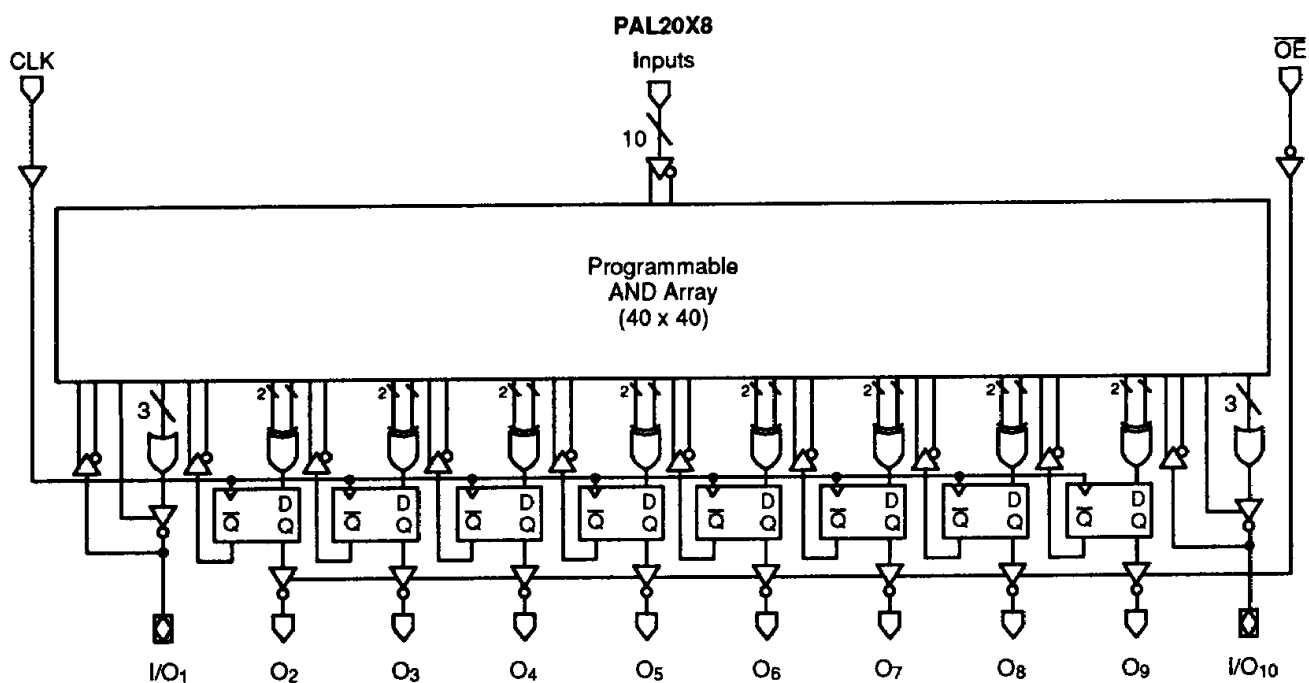 PAL20X8
CLK
Inputs
O̅E̅
10
Programmable
AND Array
(40 x 40)
3 2 2 2 2 2 2 2 2 3
Q̅ D Q Q̅ D Q Q̅ D Q Q̅ D Q Q̅ D Q Q̅ D Q Q̅ D Q Q̅ D Q
I/O1 O2 O3 O4 O5 O6 O7 O8 O9 I/O10